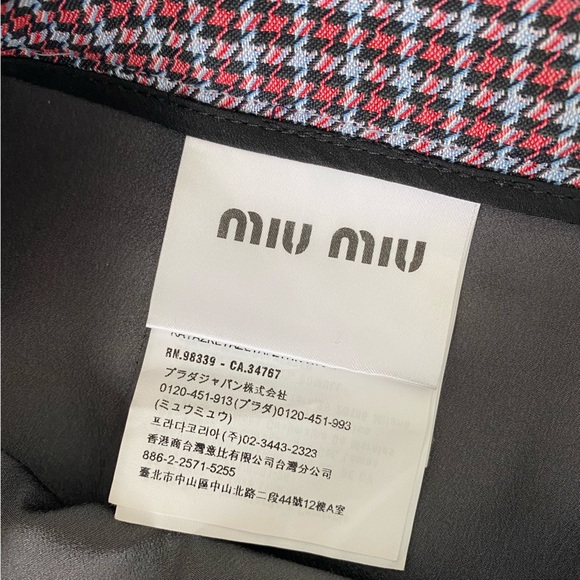 miu miu
RN.98339 - CA.34767
プラダジャパン株式会社
0120-451-913(プラダ)0120-451-993
(ミュウミュウ)
프라다코리아(주)02-3443-2323
香港商台灣意比有限公司台灣分公司
886-2-2571-5255
臺北市中山區中山北路二段44號12樓A室